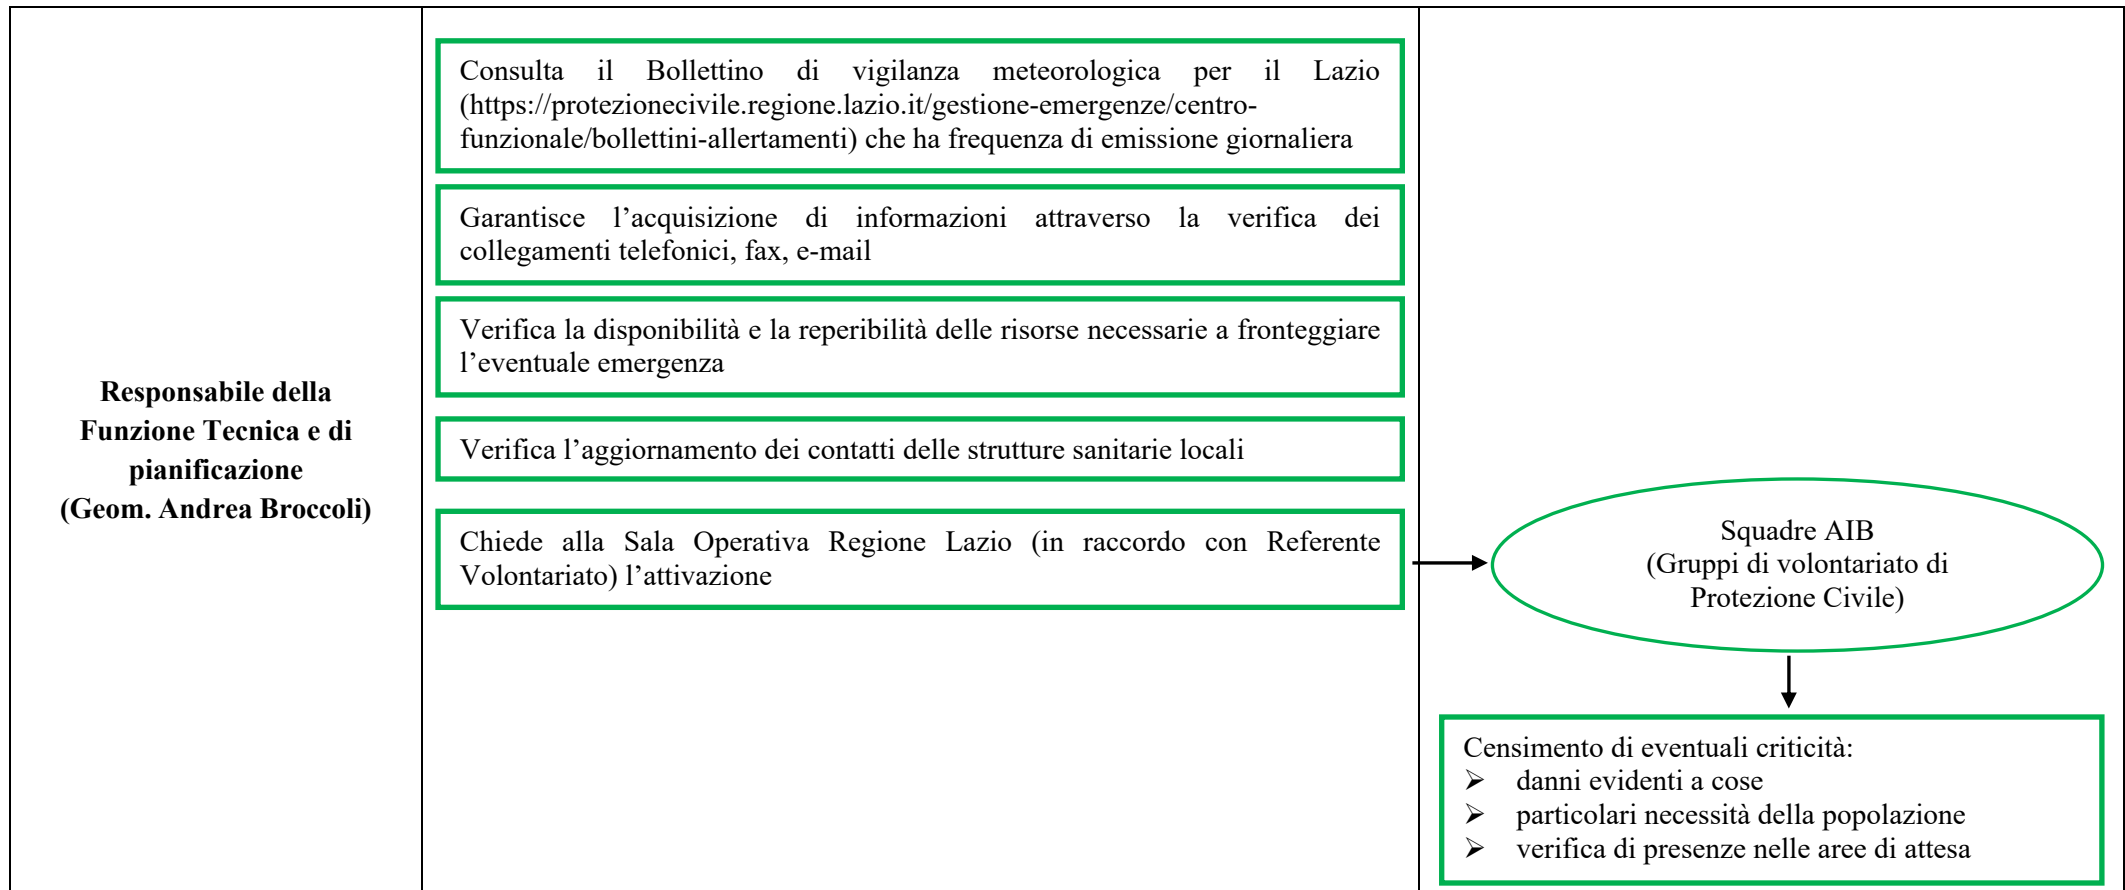 Responsabile della
Funzione Tecnica e di
pianificazione
(Geom. Andrea Broccoli)
Consulta il Bollettino di vigilanza meteorologica per il Lazio
(https://protezionecivile.regione.lazio.it/gestione-emergenze/centro-
funzionale/bollettini-allertamenti) che ha frequenza di emissione giornaliera
Garantisce l’acquisizione di informazioni attraverso la verifica dei
collegamenti telefonici, fax, e-mail
Verifica la disponibilità e la reperibilità delle risorse necessarie a fronteggiare
l’eventuale emergenza
Verifica l’aggiornamento dei contatti delle strutture sanitarie locali
Chiede alla Sala Operativa Regione Lazio (in raccordo con Referente
Volontariato) l’attivazione
Squadre AIB
(Gruppi di volontariato di
Protezione Civile)
Censimento di eventuali criticità:
➢ danni evidenti a cose
➢ particolari necessità della popolazione
➢ verifica di presenze nelle aree di attesa